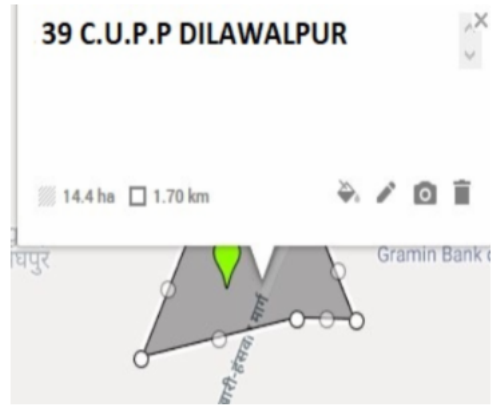 39 C.U.P.P DILAWALPUR
14.4 ha 1.70 km
Gramin Bank
मार्ग